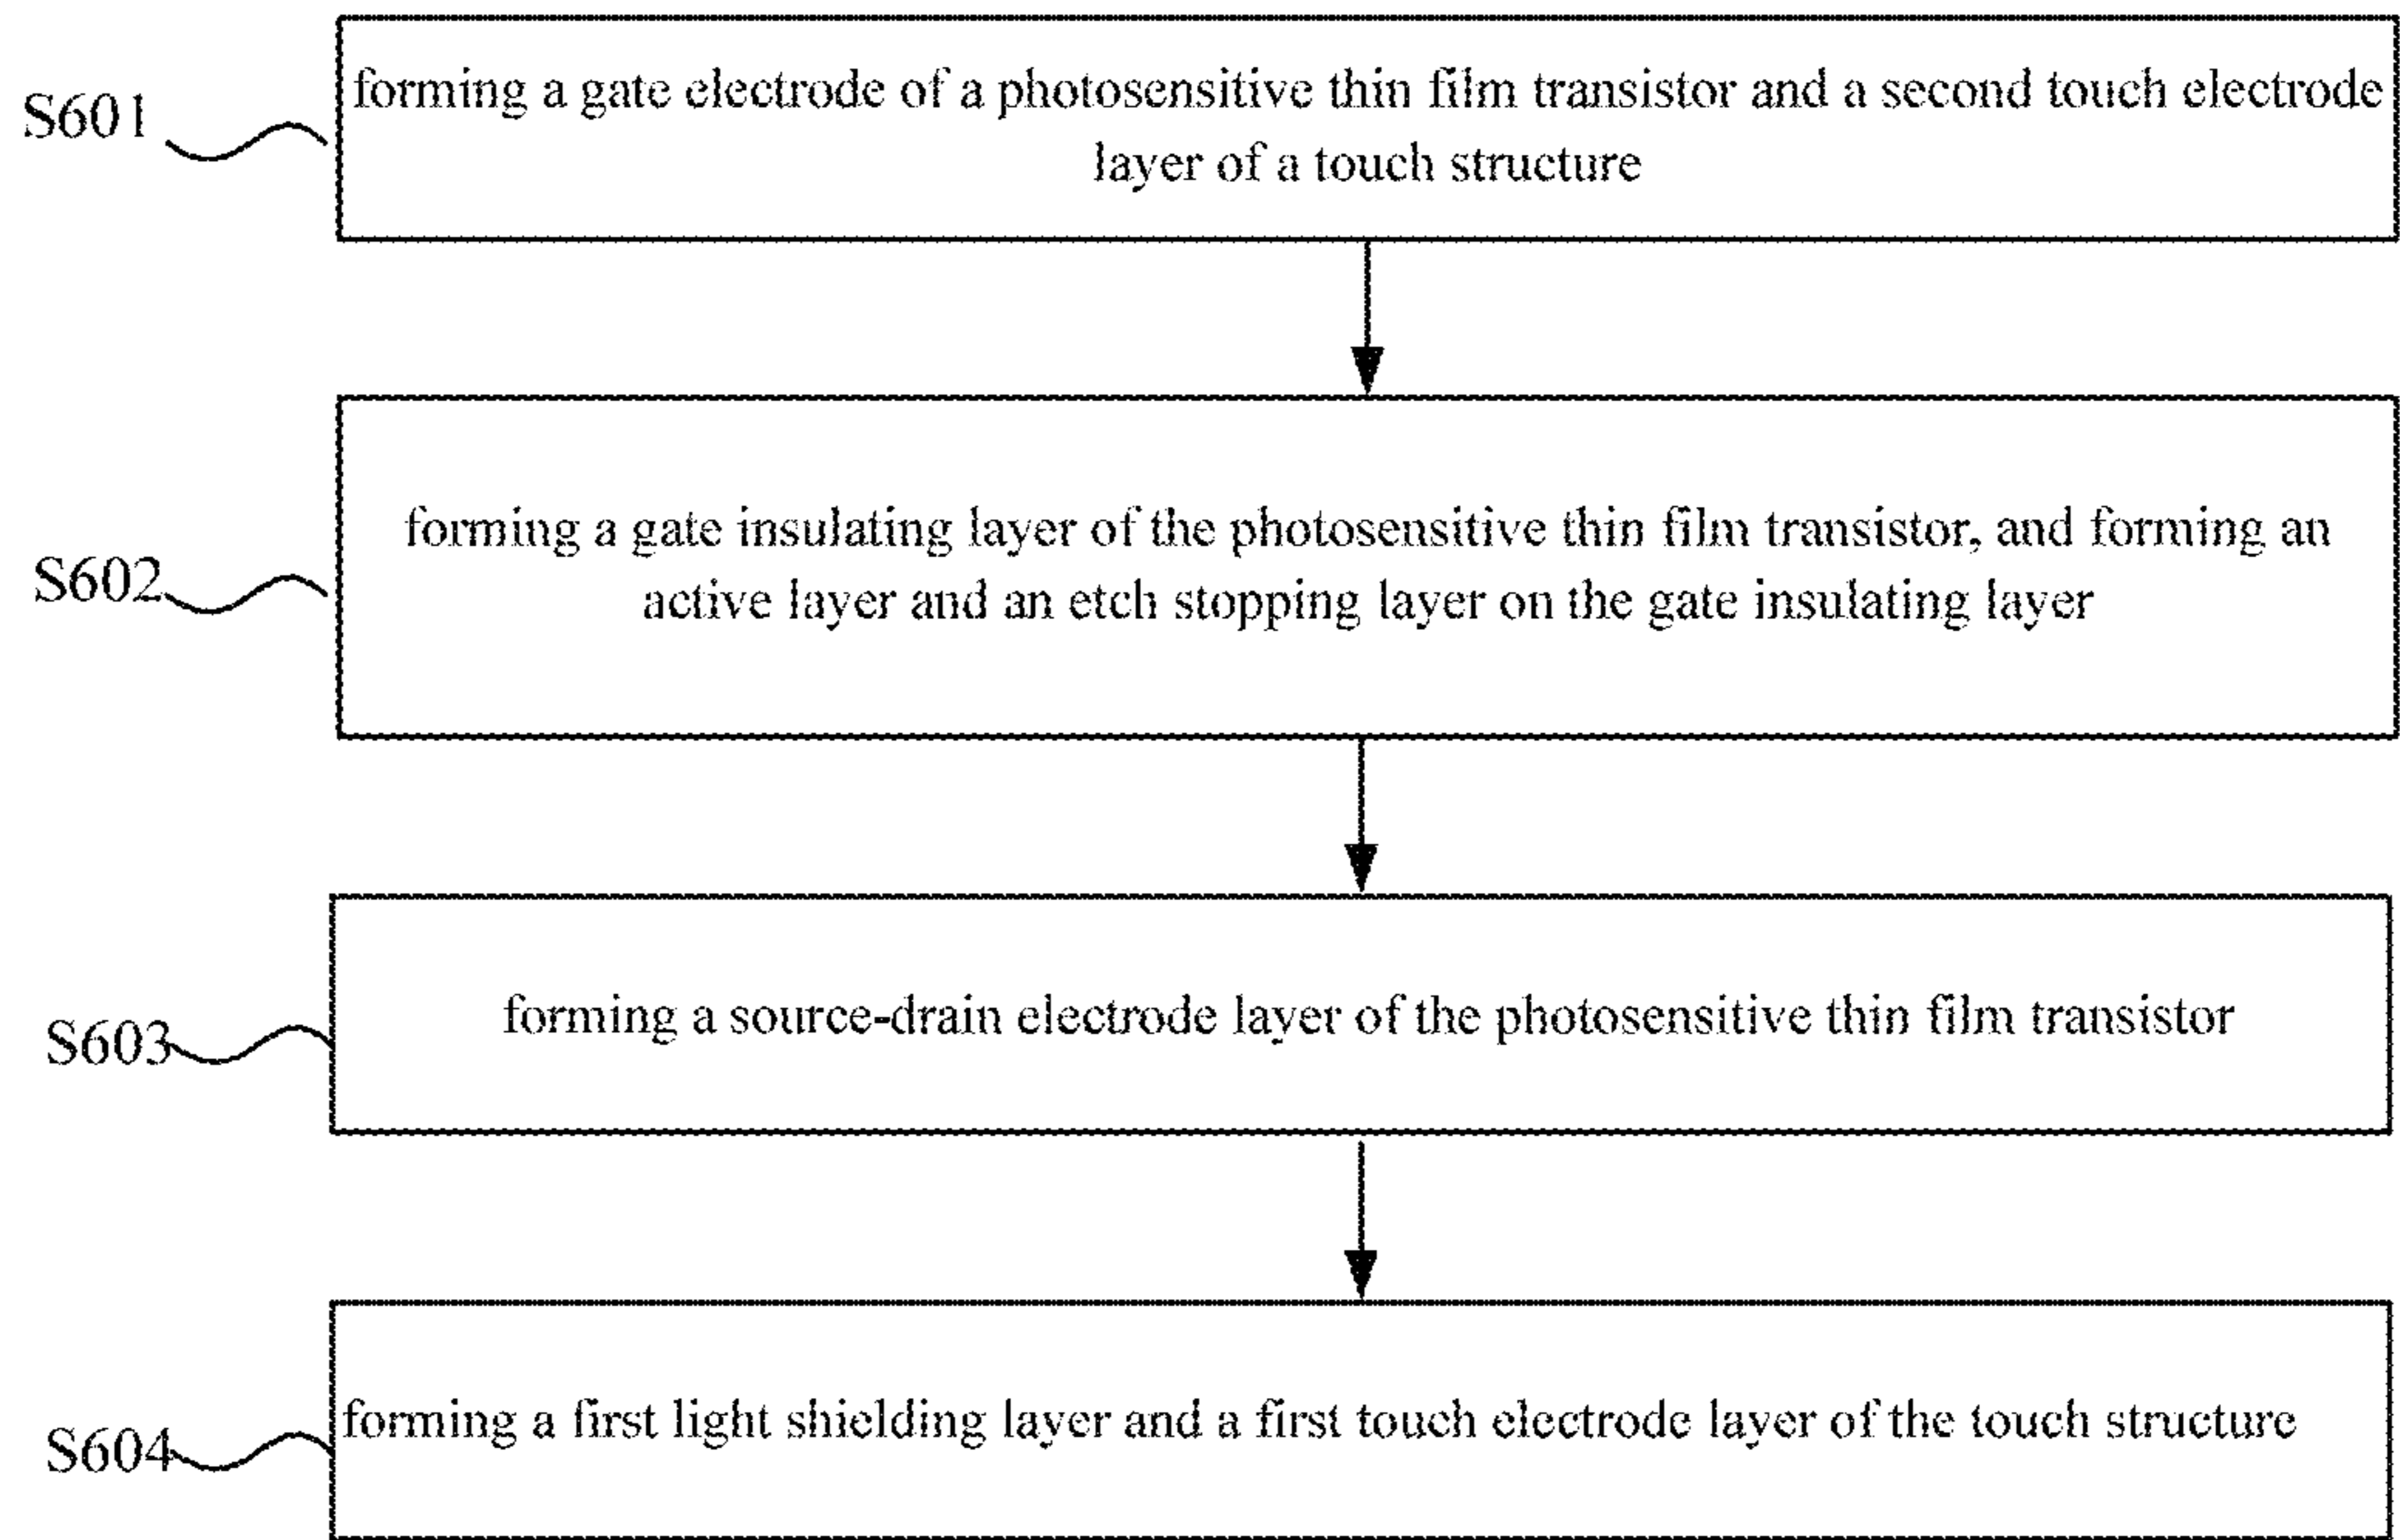 S601
forming a gate electrode of a photosensitive thin film transistor and a second touch electrode
layer of a touch structure
S602
forming a gate insulating layer of the photosensitive thin film transistor, and forming an
active layer and an etch stopping layer on the gate insulating layer
S603
forming a source-drain electrode layer of the photosensitive thin film transistor
S604
forming a first light shielding layer and a first touch electrode layer of the touch structure